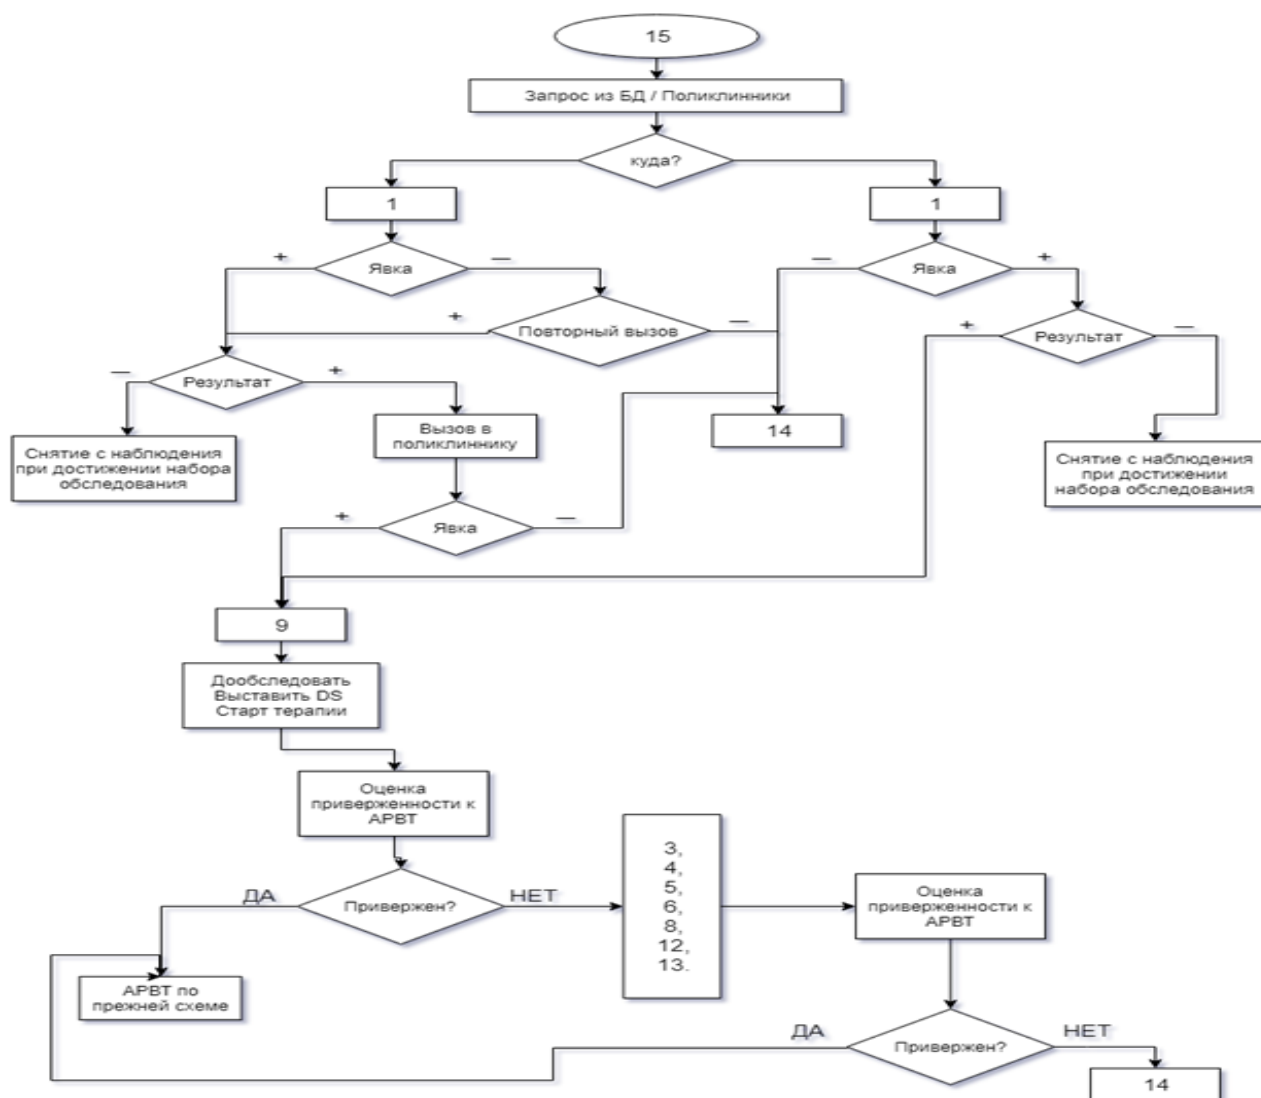 15
Запрос из БД / Поликлинники
куда?
1
1
+
Явка
—
—
Явка
+
+
Повторный вызов
—
+
Результат
—
—
Результат
+
Вызов в
поликлиннику
14
Снятие с наблюдения
при достижении набора
обследования
Снятие с наблюдения
при достижении
набора обследования
+
Явка
—
9
Дообследовать
Выставить DS
Старт терапии
Оценка
приверженности к
АРВТ
ДА
Привержен?
НЕТ
3,
4,
5,
6,
8,
12,
13.
Оценка
приверженности к
АРВТ
АРВТ по
прежней схеме
ДА
Привержен?
НЕТ
14